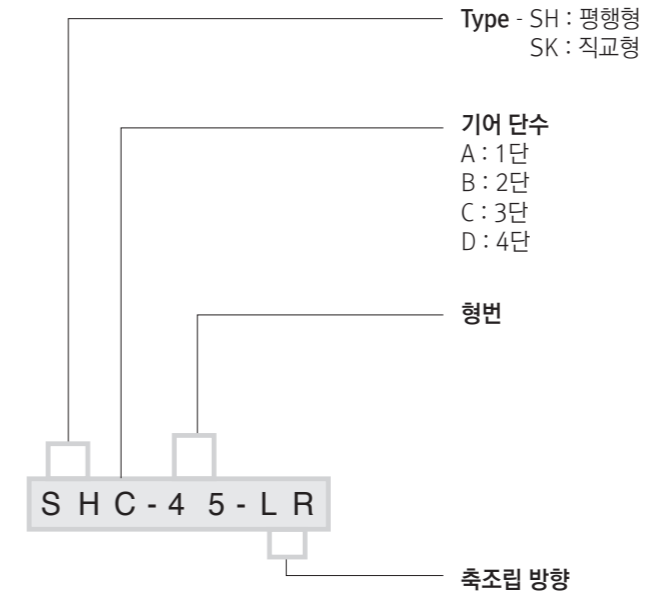 Type - SH : 평행형
SK : 직교형
기어 단수
A : 1단
B : 2단
C : 3단
D : 4단
형번
S H C - 4 5 - L R
축조립 방향